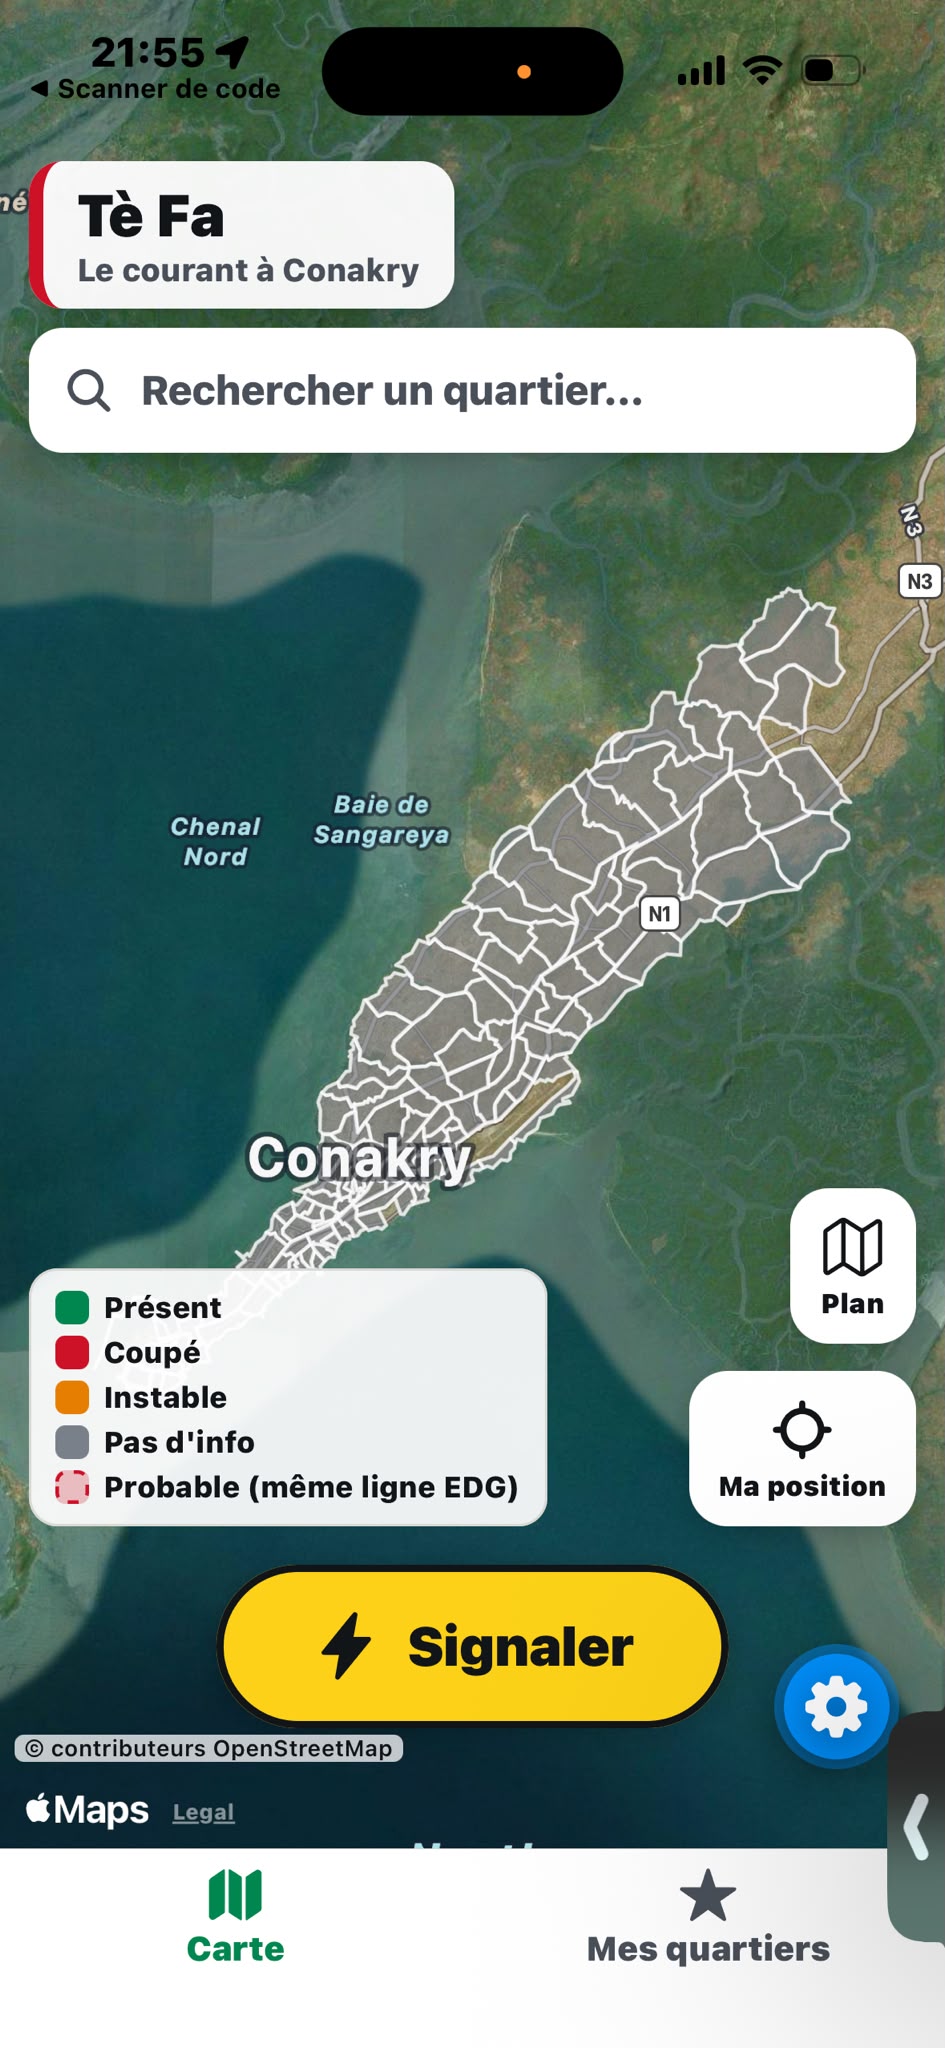 21:55
◀ Scanner de code
né
Tè Fa
Le courant à Conakry
Rechercher un quartier...
N3
N3
Baie de
Sangareya
Chenal
Nord
N1
Conakry
Présent
Coupé
Instable
Pas d'info
Probable (même ligne EDG)
Plan
Ma position
Signaler
© contributeurs OpenStreetMap
Maps
Legal
Carte
Mes quartiers